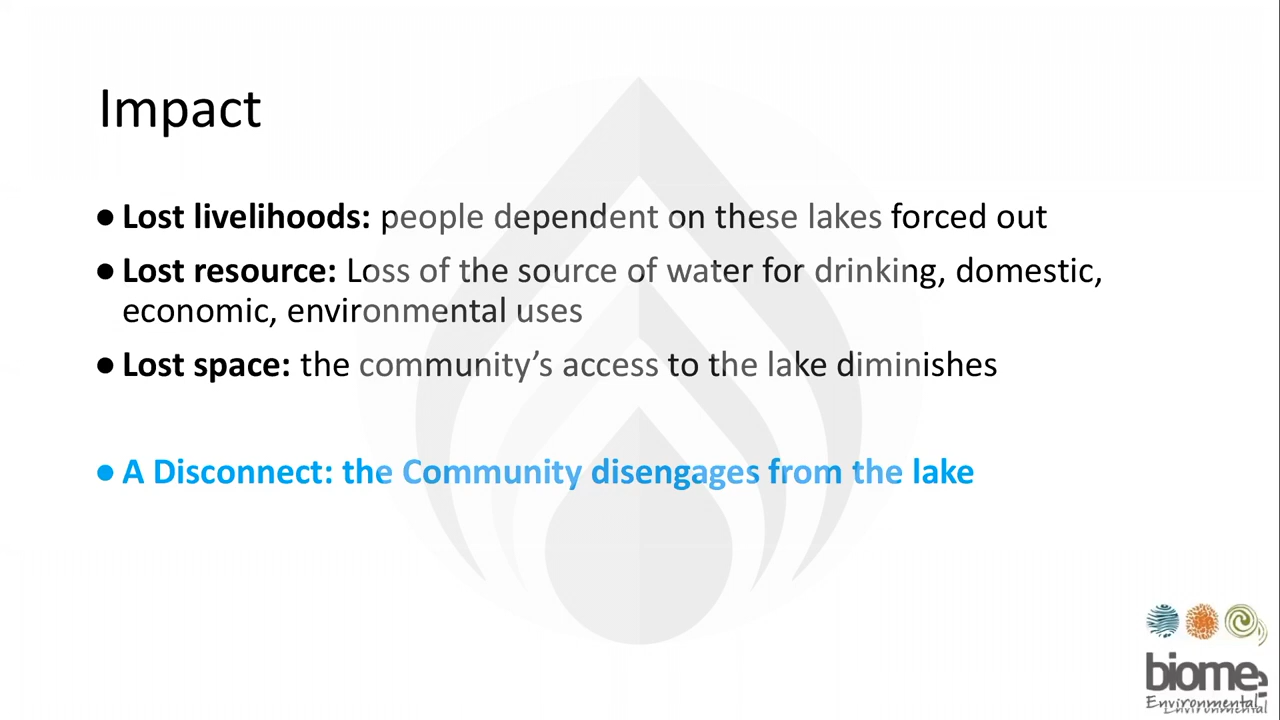 Impact
● Lost livelihoods: people dependent on these lakes forced out
● Lost resource: Loss of the source of water for drinking, domestic,
economic, environmental uses
● Lost space: the community’s access to the lake diminishes
● A Disconnect: the Community disengages from the lake
biome
Environmental